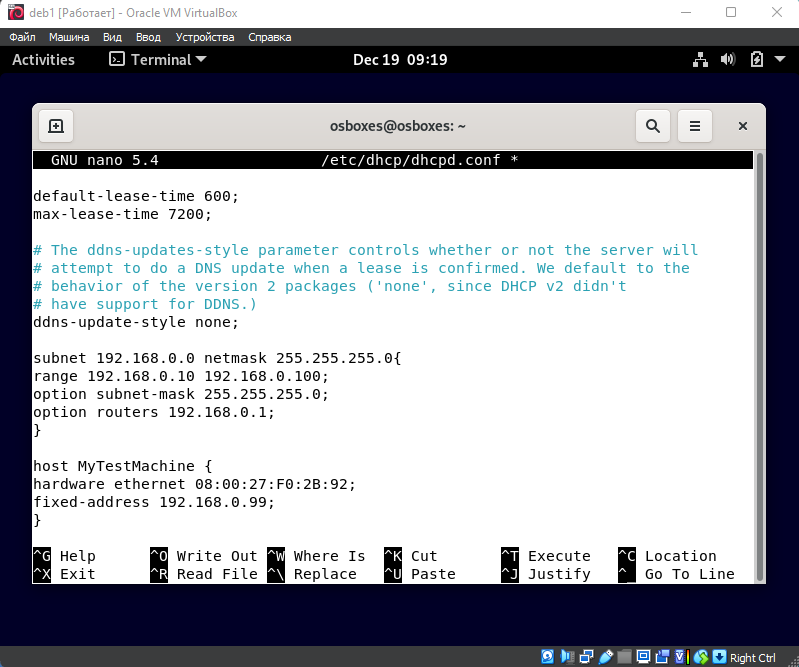 deb1 [Работает] - Oracle VM VirtualBox
Файл Машина Вид Ввод Устройства Справка
Activities Terminal Dec 19 09:19
osboxes@osboxes: ~
GNU nano 5.4 /etc/dhcp/dhcpd.conf *
default-lease-time 600;
max-lease-time 7200;
# The ddns-updates-style parameter controls whether or not the server will
# attempt to do a DNS update when a lease is confirmed. We default to the
# behavior of the version 2 packages ('none', since DHCP v2 didn't
# have support for DDNS.)
ddns-update-style none;
subnet 192.168.0.0 netmask 255.255.255.0{
range 192.168.0.10 192.168.0.100;
option subnet-mask 255.255.255.0;
option routers 192.168.0.1;
}
host MyTestMachine {
hardware ethernet 08:00:27:F0:2B:92;
fixed-address 192.168.0.99;
}
^G Help ^O Write Out ^W Where Is ^K Cut ^T Execute ^C Location
^X Exit ^R Read File ^\ Replace ^U Paste ^J Justify ^_ Go To Line
Right Ctrl